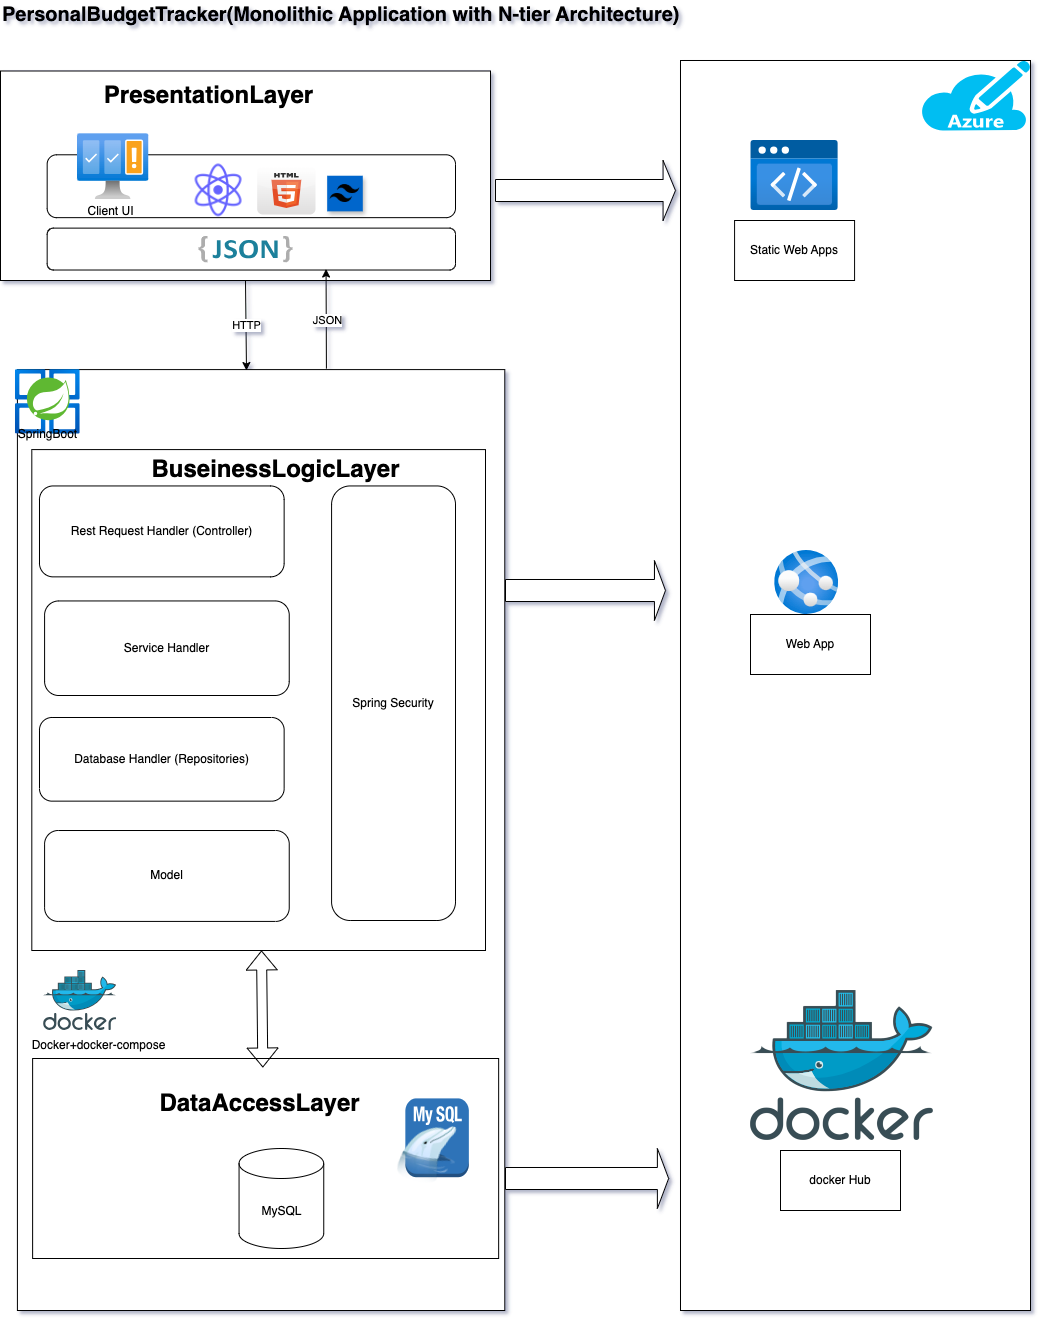 PersonalBudgetTracker(Monolithic Application with N-tier Architecture)
PresentationLayer
Azure
HTML
5
Client UI
{JSON}
</>
Static Web Apps
HTTP
JSON
SpringBoot
BuseinessLogicLayer
Rest Request Handler (Controller)
Service Handler
Spring Security
Database Handler (Repositories)
Model
Web App
docker
Docker+docker-compose
DataAccessLayer
My SQL
MySQL
docker
docker Hub